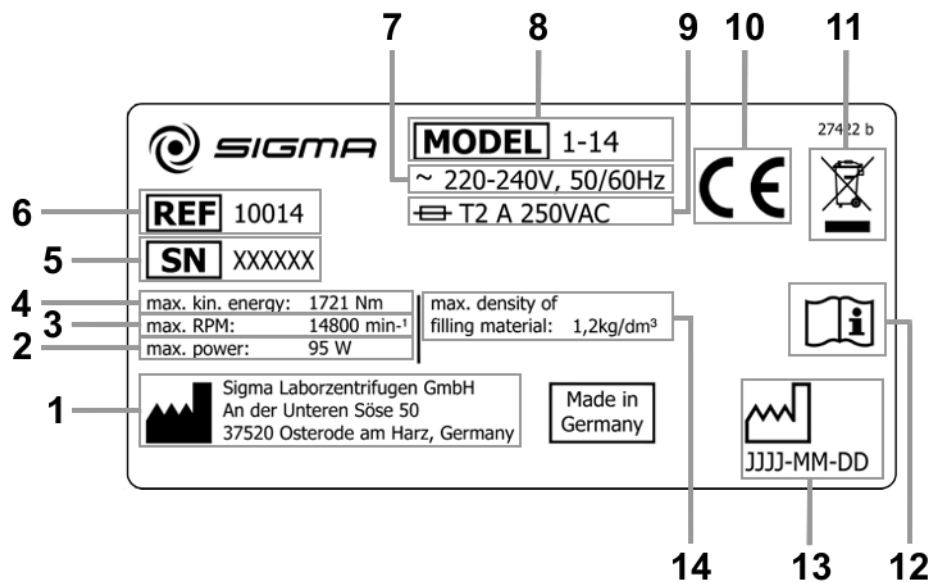 7 8 9 10 11
27422 b
SIGMA
MODEL 1-14
~ 220-240V, 50/60Hz
T2 A 250VAC
CE
6 REF 10014
5 SN XXXXXX
4 max. kin. energy: 1721 Nm
3 max. RPM: 14800 min-¹
2 max. power: 95 W
max. density of
filling material: 1,2kg/dm³
i
1
Sigma Laborzentrifugen GmbH
An der Unteren Söse 50
37520 Osterode am Harz, Germany
Made in
Germany
JJJJ-MM-DD
14 13 12